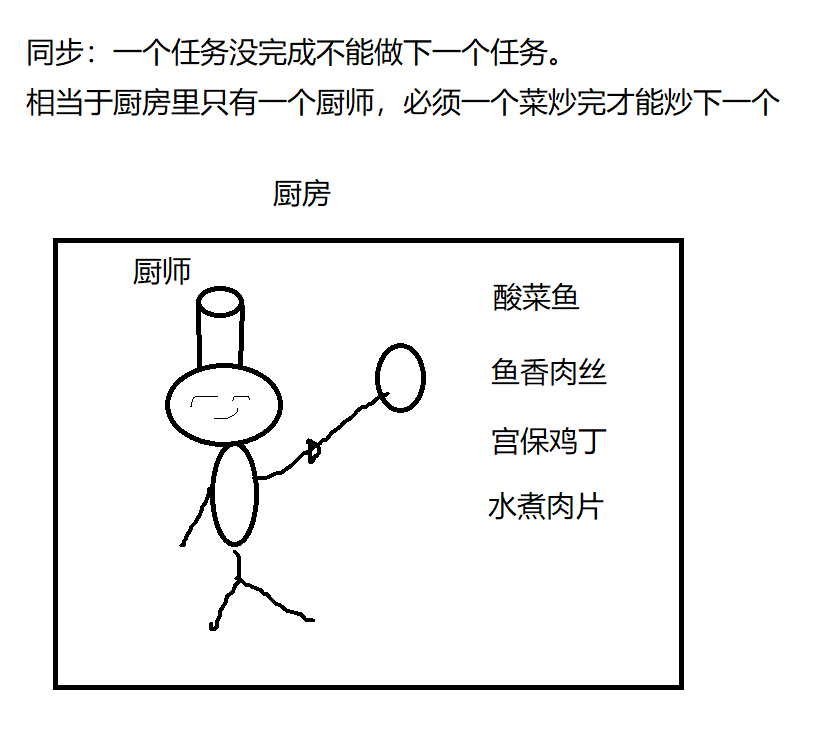 同步：一个任务没完成不能做下一个任务。
相当于厨房里只有一个厨师，必须一个菜炒完才能炒下一个
厨房
厨师
酸菜鱼
鱼香肉丝
宫保鸡丁
水煮肉片